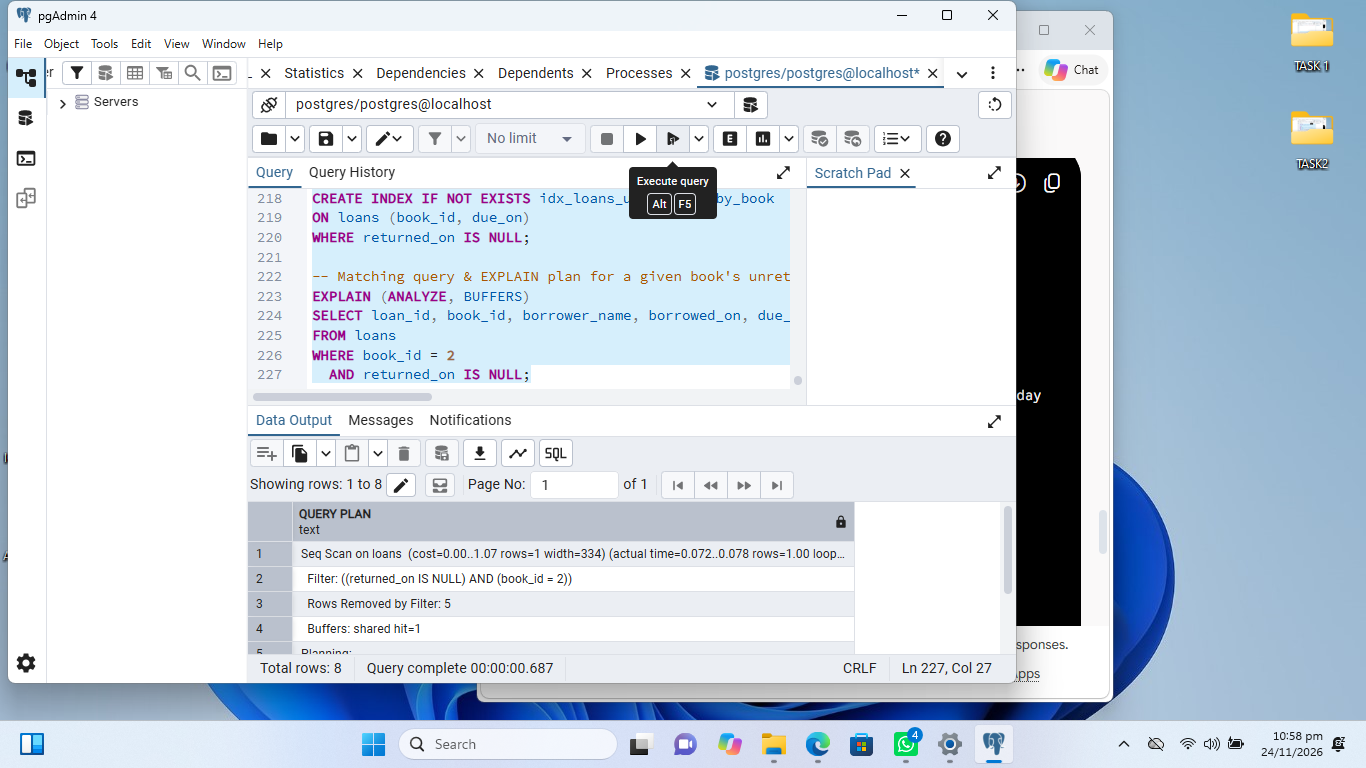 pgAdmin 4
File Object Tools Edit View Window Help
Statistics Dependencies Dependents Processes postgres/postgres@localhost*
Servers
postgres/postgres@localhost
No limit
Query Query History
Scratch Pad
Execute query
Alt F5
218 CREATE INDEX IF NOT EXISTS idx_loans_u by_book
219 ON loans (book_id, due_on)
220 WHERE returned_on IS NULL;
221
222 -- Matching query & EXPLAIN plan for a given book's unret
223 EXPLAIN (ANALYZE, BUFFERS)
224 SELECT loan_id, book_id, borrower_name, borrowed_on, due_
225 FROM loans
226 WHERE book_id = 2
227 AND returned_on IS NULL;
Data Output Messages Notifications
SQL
Showing rows: 1 to 8 Page No: 1 of 1
QUERY PLAN
text
1 Seq Scan on loans (cost=0.00..1.07 rows=1 width=334) (actual time=0.072..0.078 rows=1.00 loop...
2 Filter: ((returned_on IS NULL) AND (book_id = 2))
3 Rows Removed by Filter: 5
4 Buffers: shared hit=1
5 Planning:
Total rows: 8 Query complete 00:00:00.687 CRLF Ln 227, Col 27
Chat
day
sponses.
TASK 1
TASK2
Search
4
10:58 pm
24/11/2026